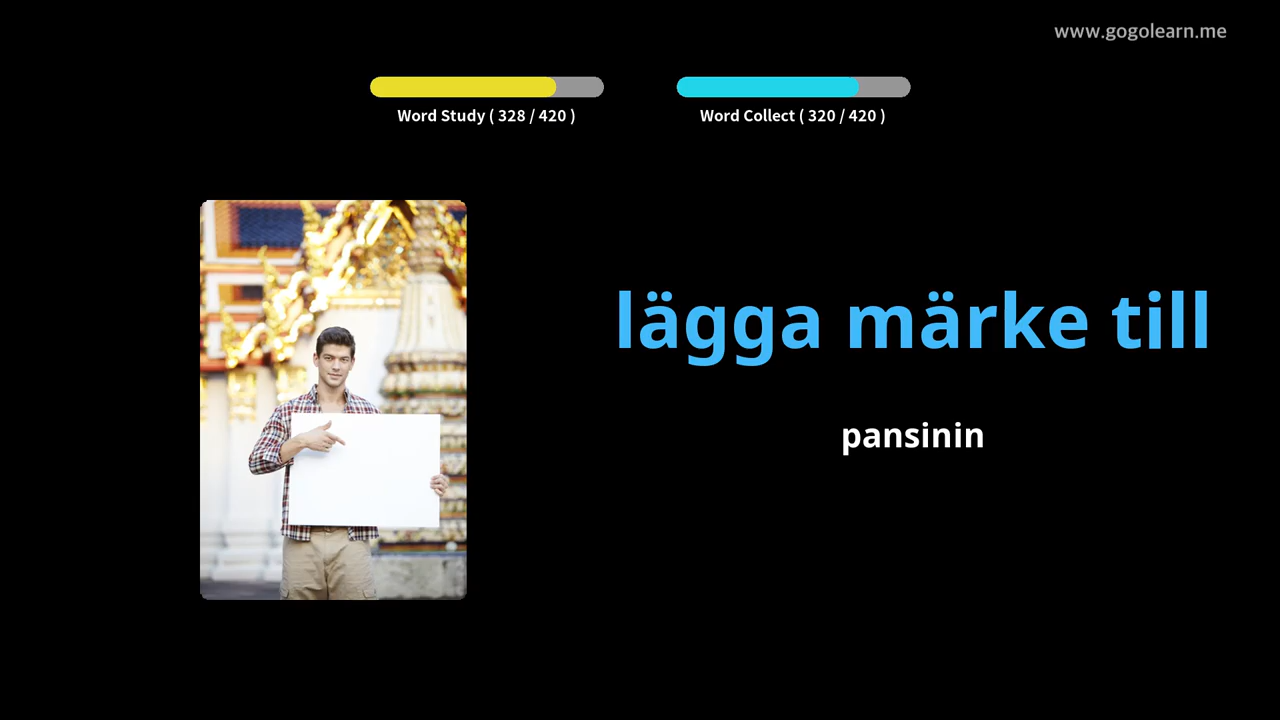 www.gogolearn.me
Word Study ( 328 / 420 )
Word Collect ( 320 / 420 )
lägga märke till
pansinin